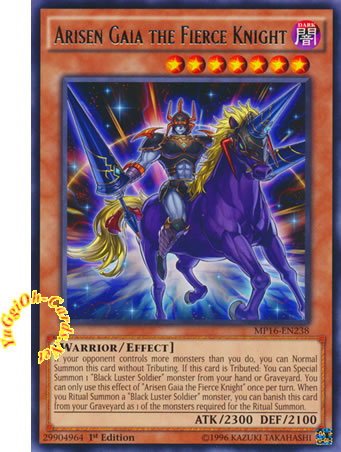 ARISEN GAIA THE FIERCE KNIGHT
DARK
闇
YuGgiOh-Cards.net
MP16-EN238
[WARRIOR/EFFECT]
If your opponent controls more monsters than you do, you can Normal
Summon this card without Tributing. If this card is Tributed: You can Special
Summon 1 "Black Luster Soldier" monster from your hand or Graveyard. You
can only use this effect of "Arisen Gaia the Fierce Knight" once per turn. When
you Ritual Summon a "Black Luster Soldier" monster, you can banish this card
from your Graveyard as 1 of the monsters required for the Ritual Summon.
ATK/2300 DEF/2100
29904964 1st Edition ©1996 KAZUKI TAKAHASHI